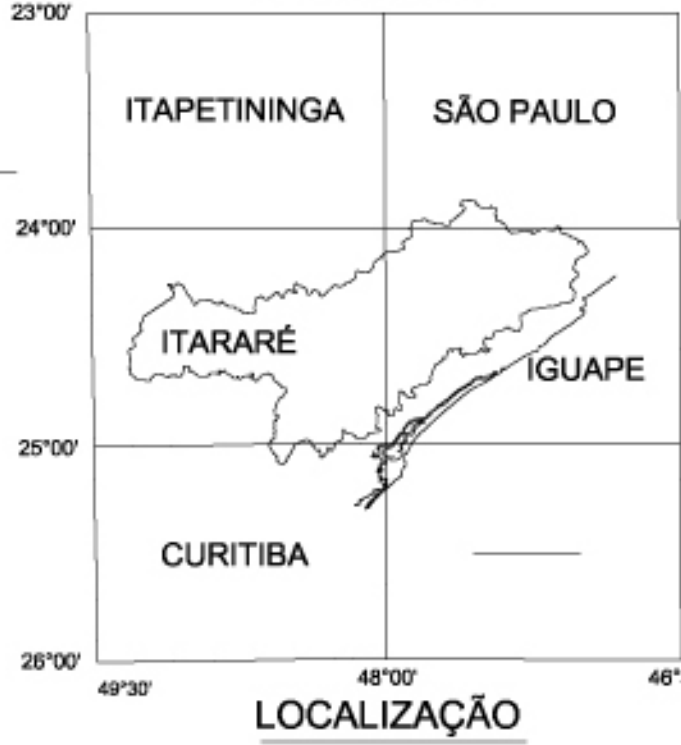 23°00'
ITAPETININGA
SÃO PAULO
24°00'
ITARARÉ
IGUAPE
25°00'
CURITIBA
26°00'
49°30'
48°00'
46°
LOCALIZAÇÃO